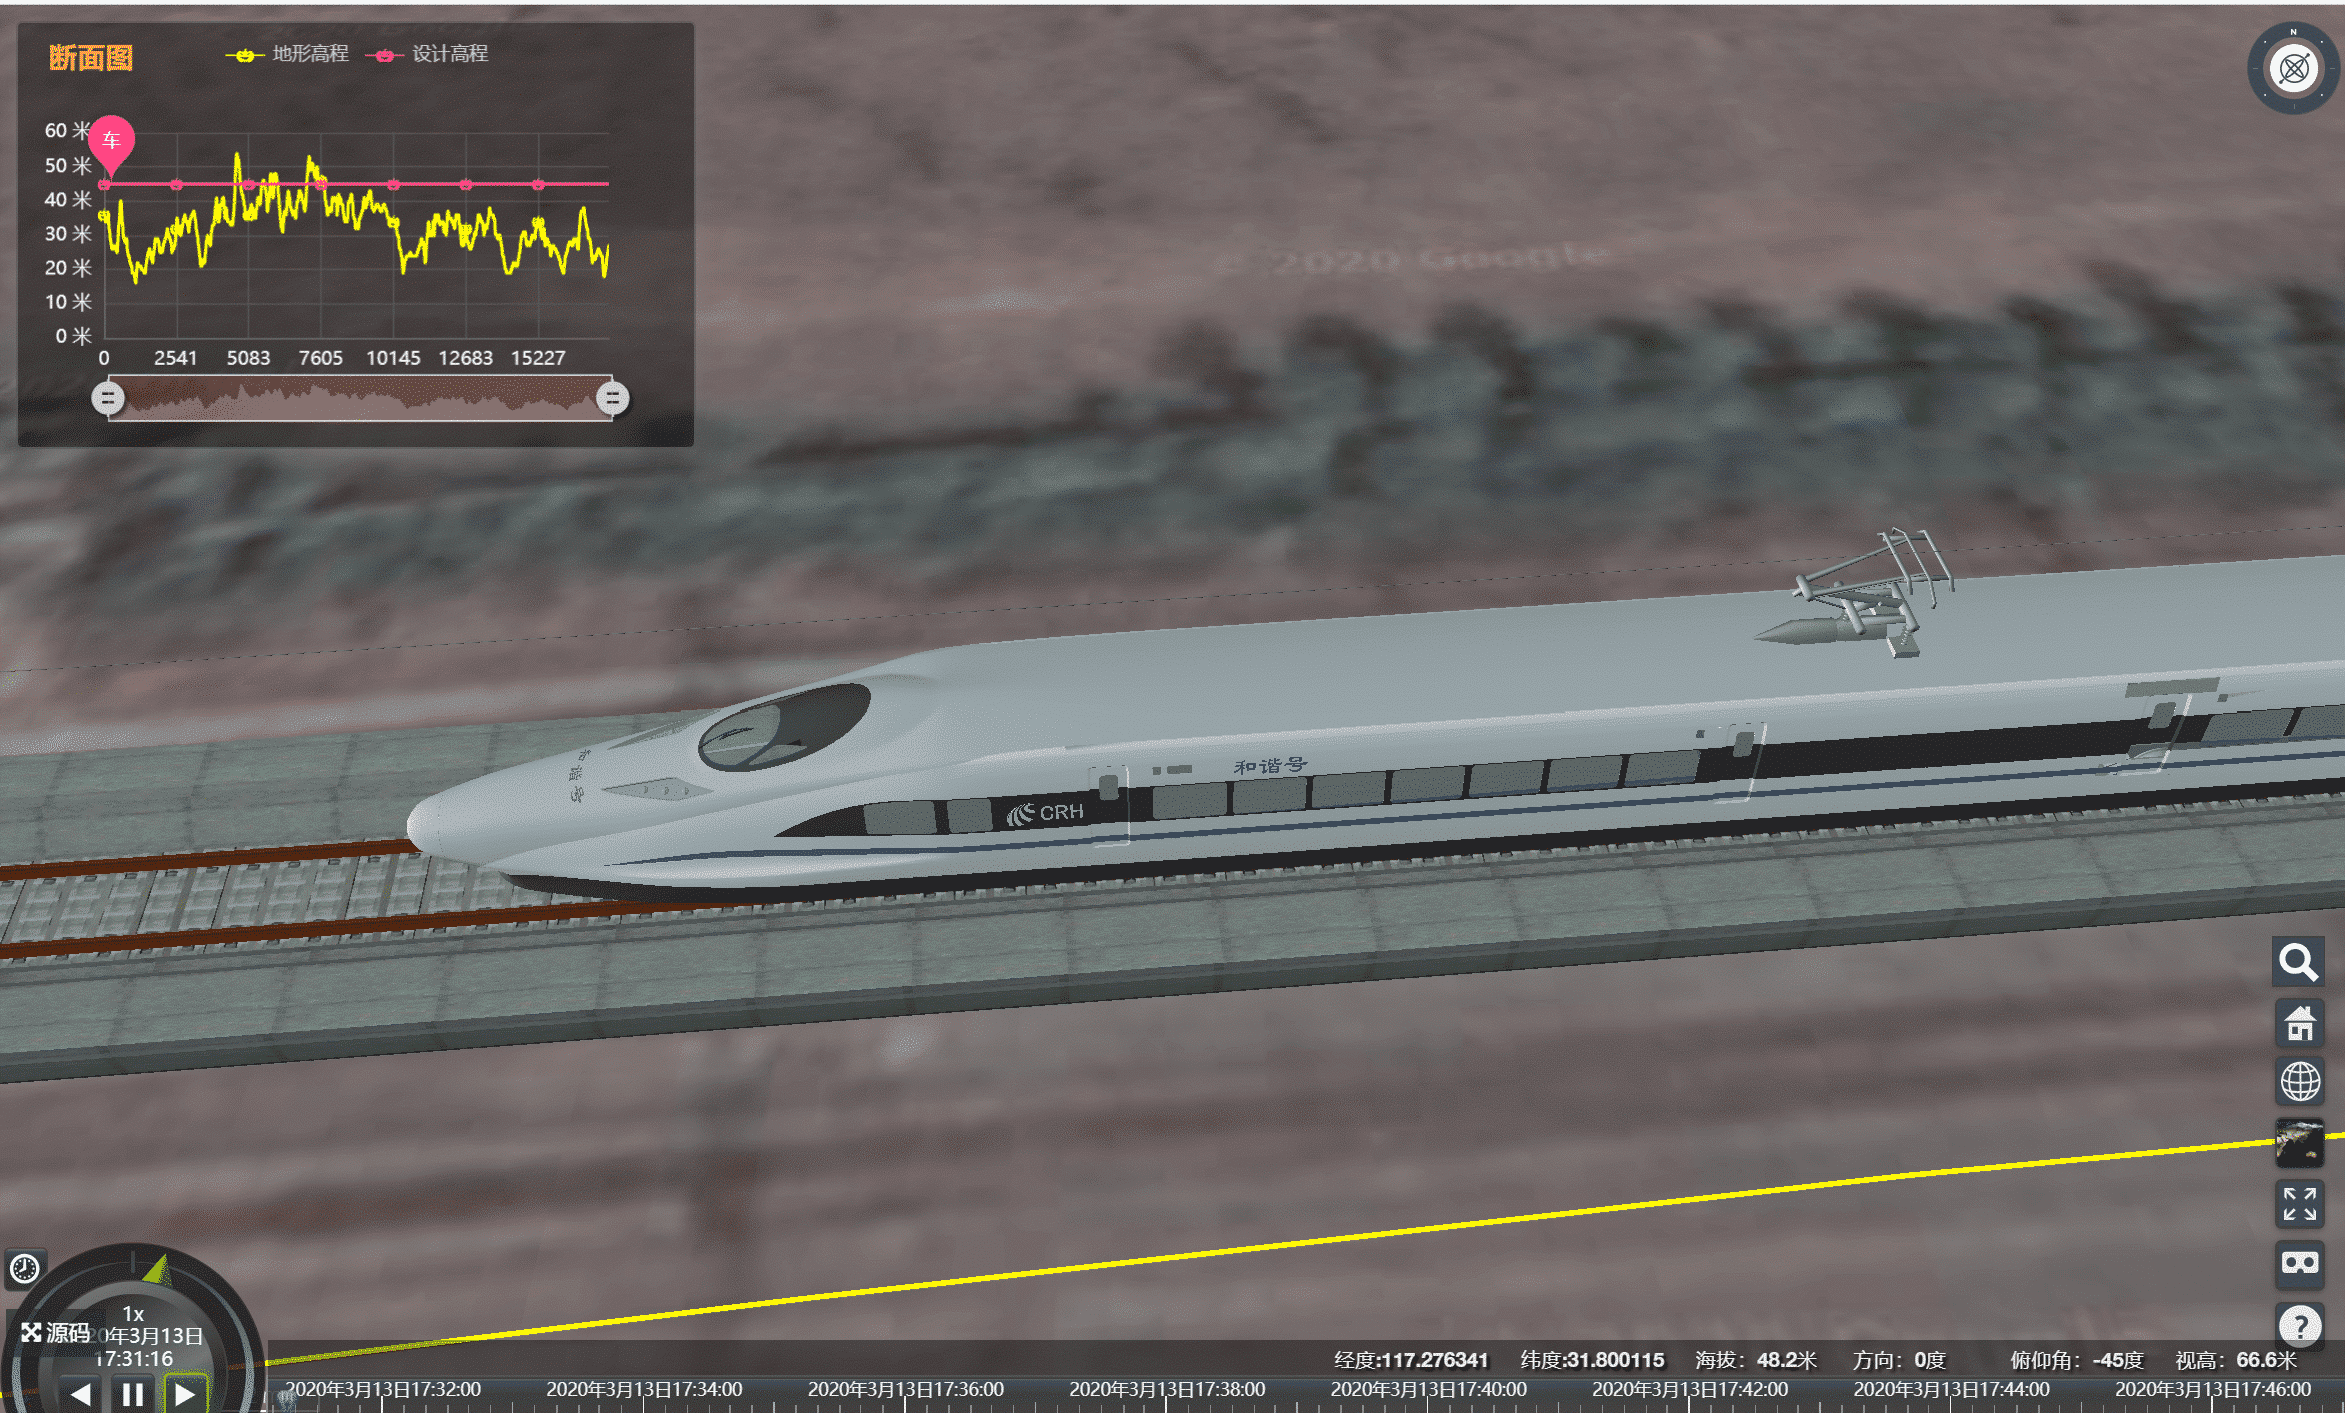 断面图
地形高程 设计高程
60 米
车
50 米
40 米
30 米
20 米
10 米
0 米
0 2541 5083 7605 10145 12683 15227
N
© 2020 Google
和谐号
和谐号
CRH
1x
源码
0年3月13日
17:31:16
经度:117.276341 纬度:31.800115 海拔：48.2米 方向：0度 俯仰角：-45度 视高：66.6米
2020年3月13日17:32:00 2020年3月13日17:34:00 2020年3月13日17:36:00 2020年3月13日17:38:00 2020年3月13日17:40:00 2020年3月13日17:42:00 2020年3月13日17:44:00 2020年3月13日17:46:00